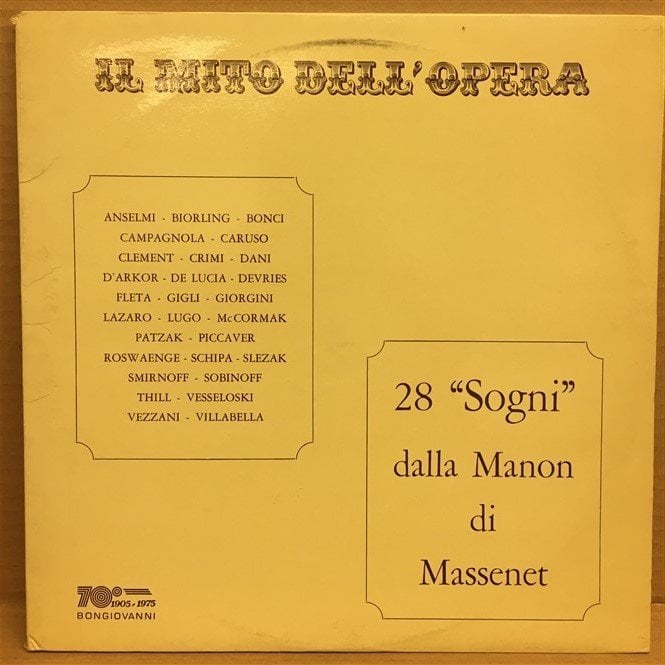 IL MITO DELL'OPERA
ANSELMI - BIORLING - BONCI
CAMPAGNOLA - CARUSO
CLEMENT - CRIMI - DANI
D'ARKOR - DE LUCIA - DEVRIES
FLETA - GIGLI - GIORGINI
LAZARO - LUGO - McCORMAK
PATZAK - PICCAVER
ROSWAENGE - SCHIPA - SLEZAK
SMIRNOFF - SOBINOFF
THILL - VESSELOSKI
VEZZANI - VILLABELLA
28 “Sogni”
dalla Manon
di
Massenet
70°
1905 • 1975
BONGIOVANNI